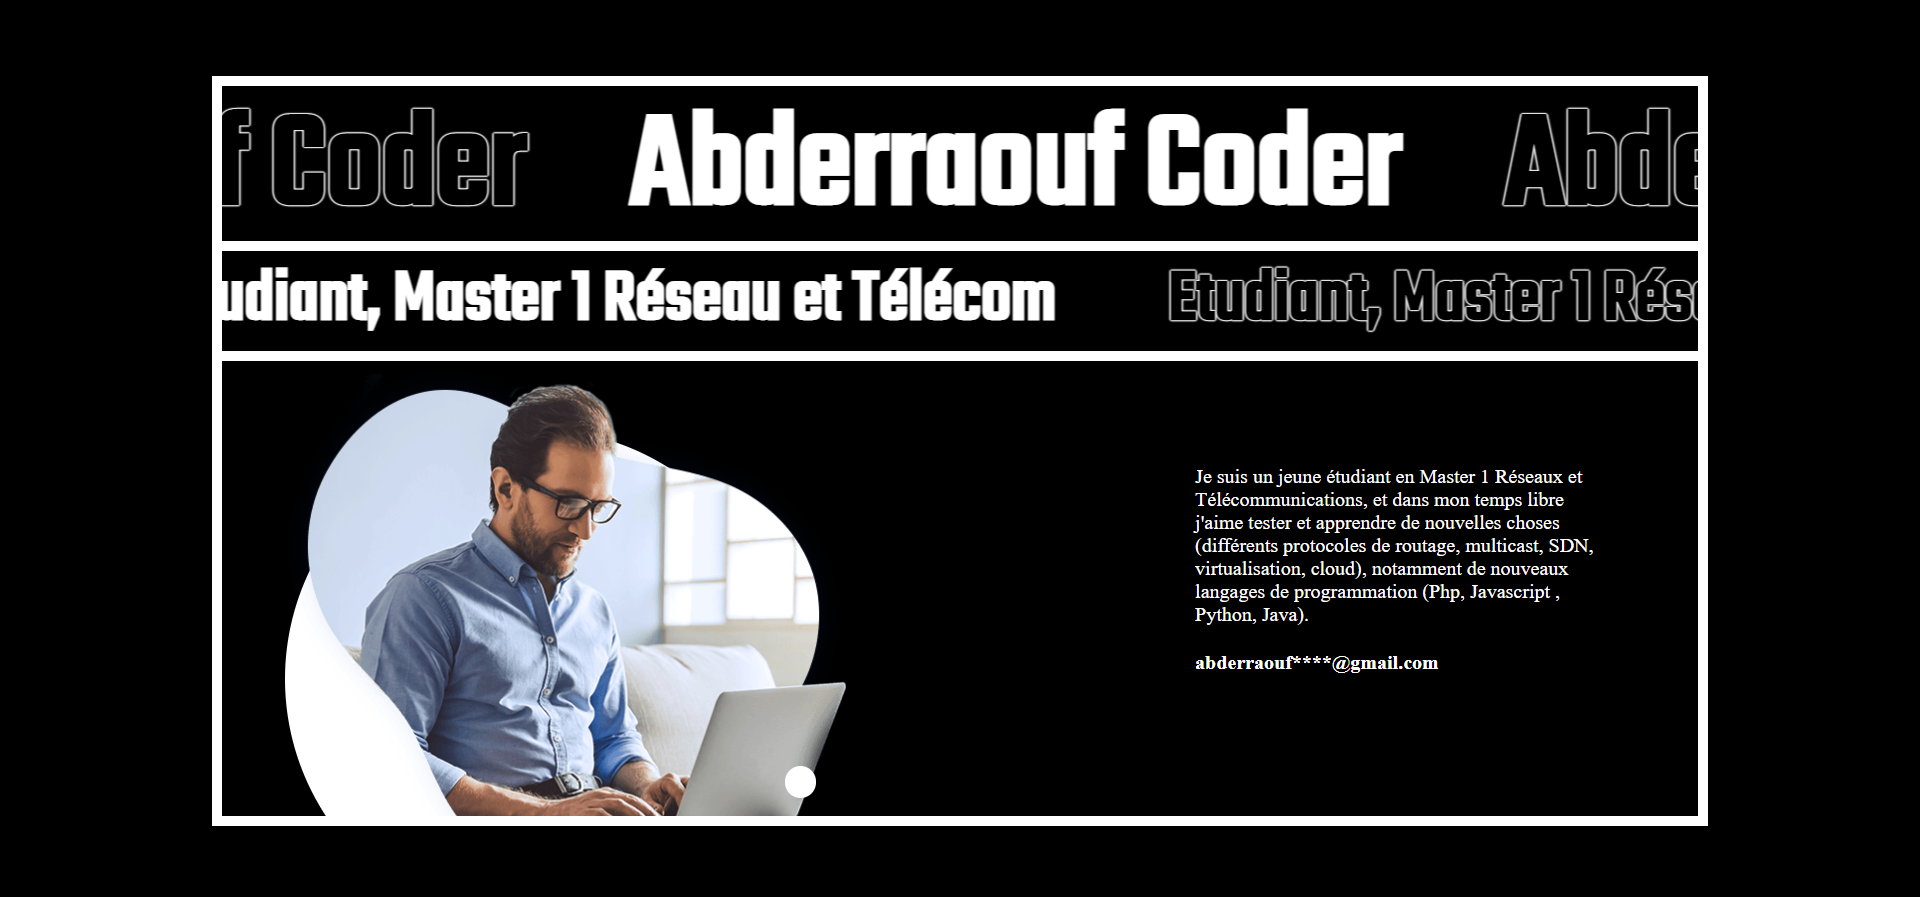 f Coder Abderraouf Coder Abde
udiant, Master 1 Réseau et Télécom Etudiant, Master 1 Rés
Je suis un jeune étudiant en Master 1 Réseaux et
Télécommunications, et dans mon temps libre
j'aime tester et apprendre de nouvelles choses
(différents protocoles de routage, multicast, SDN,
virtualisation, cloud), notamment de nouveaux
langages de programmation (Php, Javascript ,
Python, Java).
abderraouf****@gmail.com